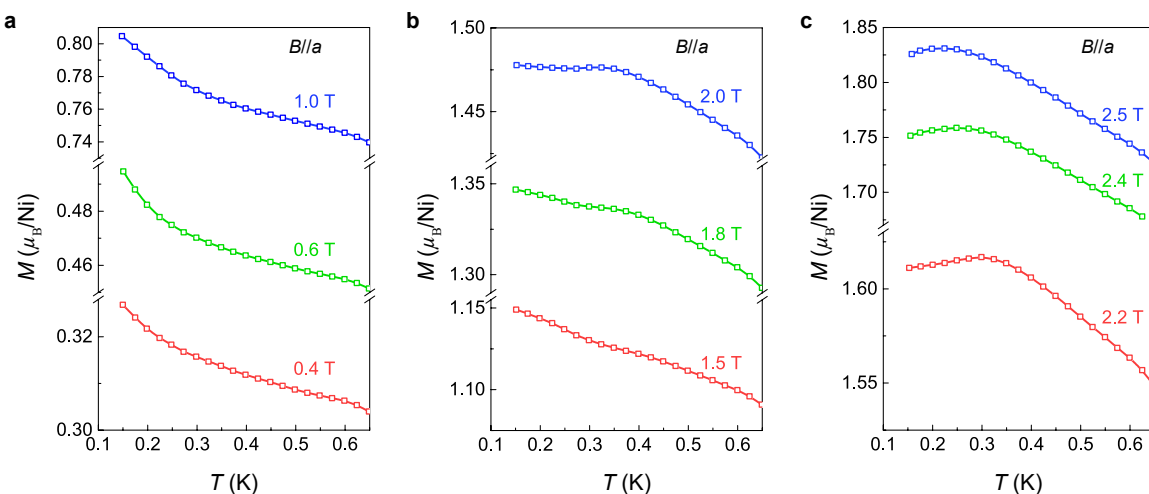 a
B//a
0.80
0.78
0.76
0.74
0.48
0.46
0.32
0.30
1.0 T
0.6 T
0.4 T
M (μB/Ni)
0.1 0.2 0.3 0.4 0.5 0.6
T (K)
b
B//a
1.50
1.45
1.35
1.30
1.15
1.10
2.0 T
1.8 T
1.5 T
M (μB/Ni)
0.1 0.2 0.3 0.4 0.5 0.6
T (K)
c
B//a
1.85
1.80
1.75
1.70
1.60
1.55
2.5 T
2.4 T
2.2 T
M (μB/Ni)
0.1 0.2 0.3 0.4 0.5 0.6
T (K)